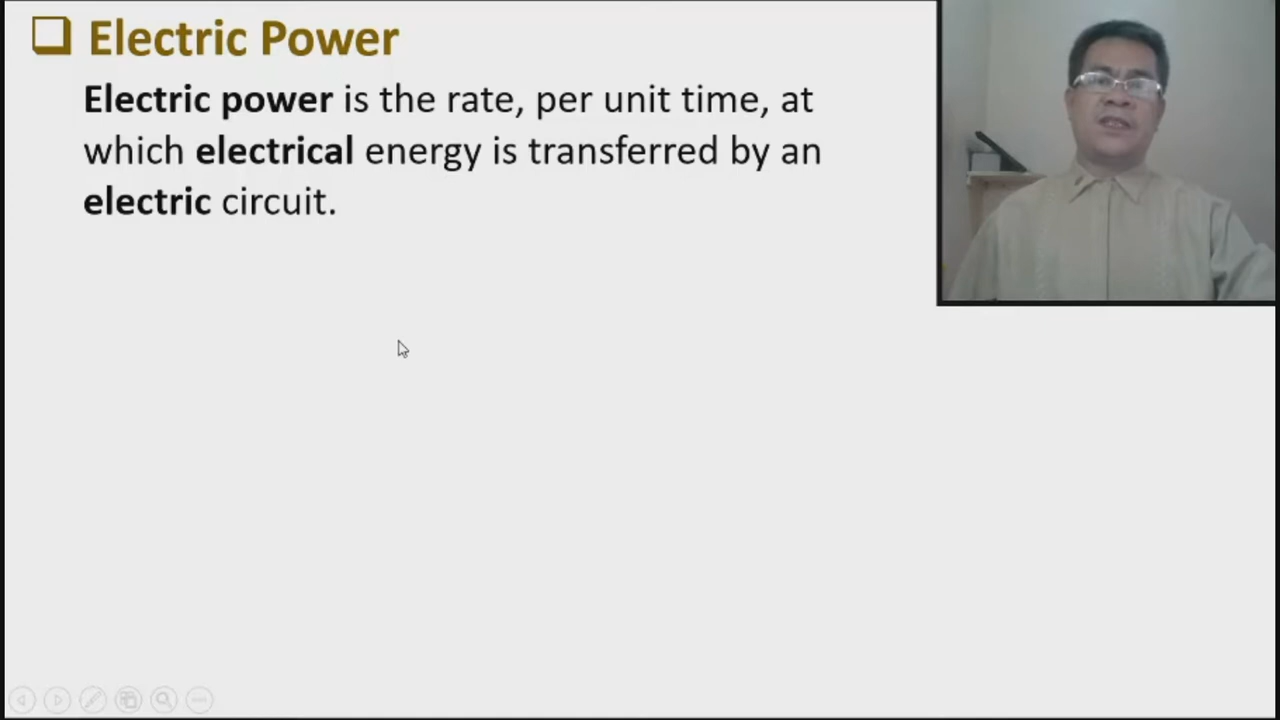 Electric Power
Electric power is the rate, per unit time, at
which electrical energy is transferred by an
electric circuit.